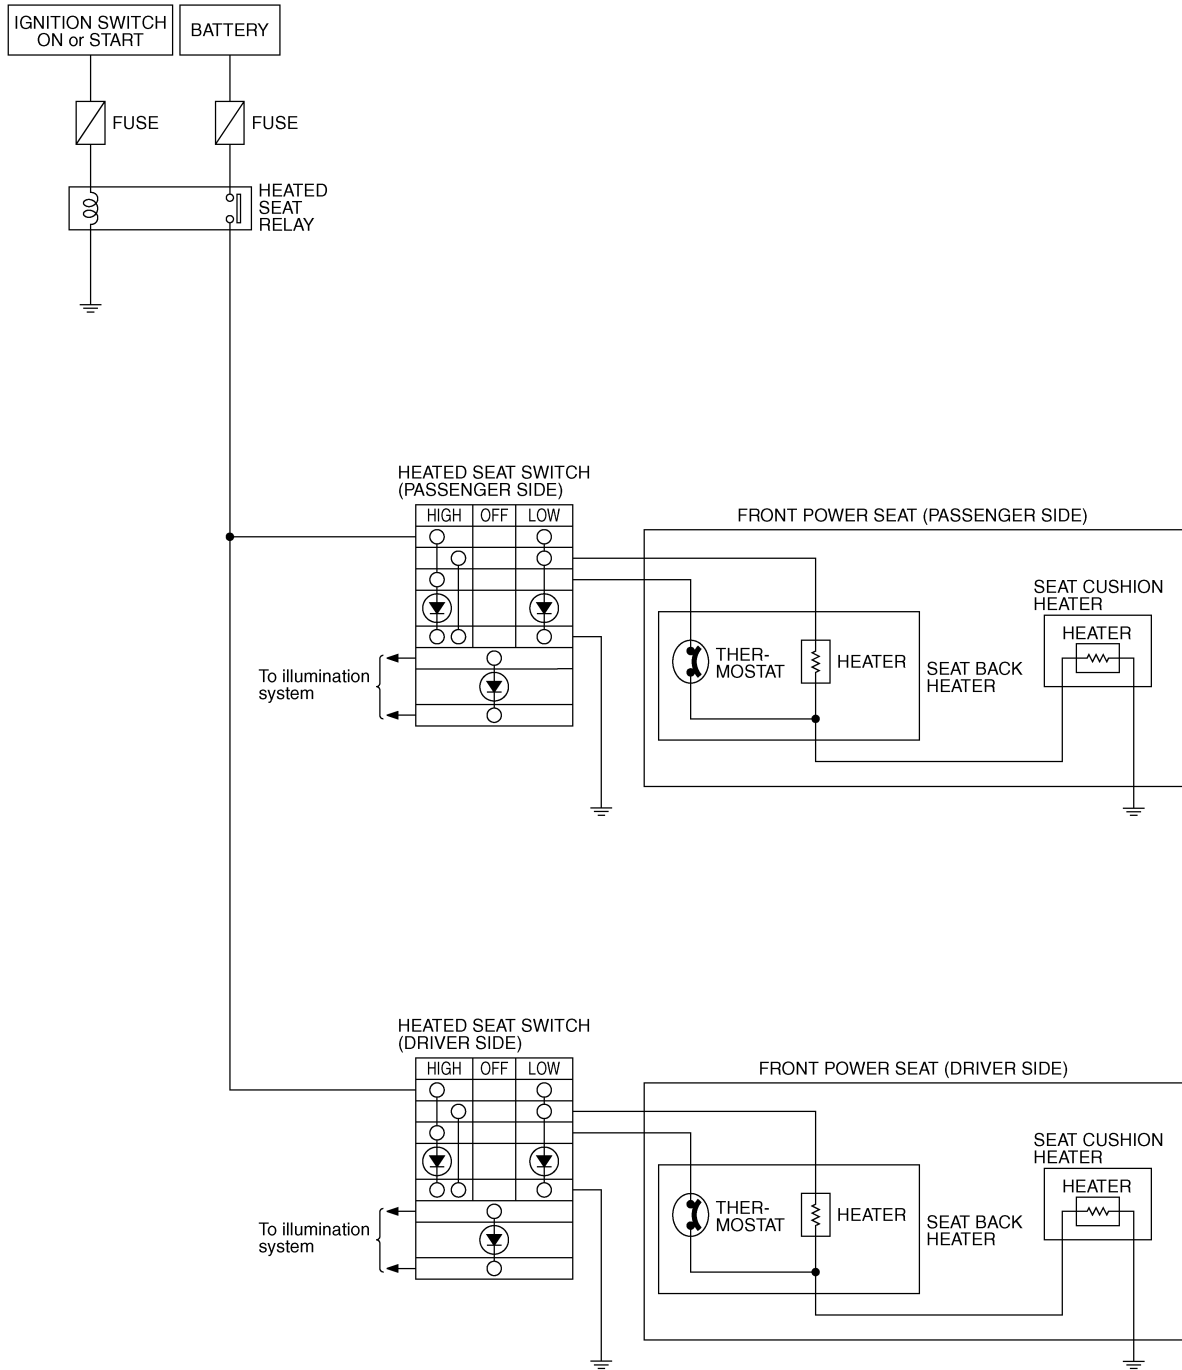 IGNITION SWITCH
ON or START
BATTERY
FUSE
FUSE
HEATED
SEAT
RELAY
HEATED SEAT SWITCH
(PASSENGER SIDE)
HIGH
OFF
LOW
FRONT POWER SEAT (PASSENGER SIDE)
SEAT CUSHION
HEATER
HEATER
THER-
MOSTAT
HEATER
SEAT BACK
HEATER
To illumination
system
HEATED SEAT SWITCH
(DRIVER SIDE)
HIGH
OFF
LOW
FRONT POWER SEAT (DRIVER SIDE)
SEAT CUSHION
HEATER
HEATER
THER-
MOSTAT
HEATER
SEAT BACK
HEATER
To illumination
system